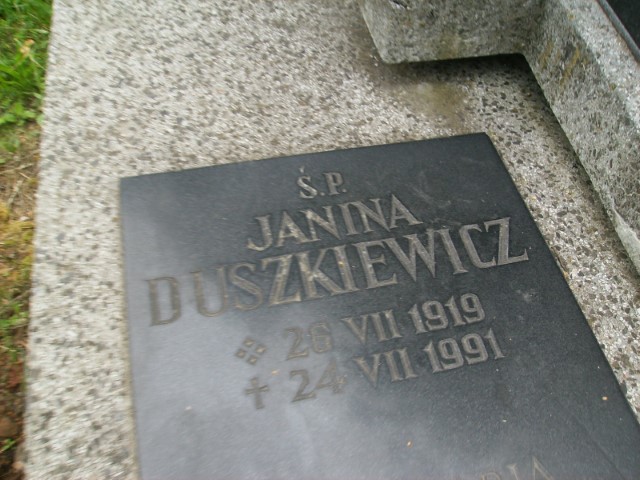 Ś.P.
JANINA
DUSZKIEWICZ
26 VII 1919
✝ 24 VII 1991